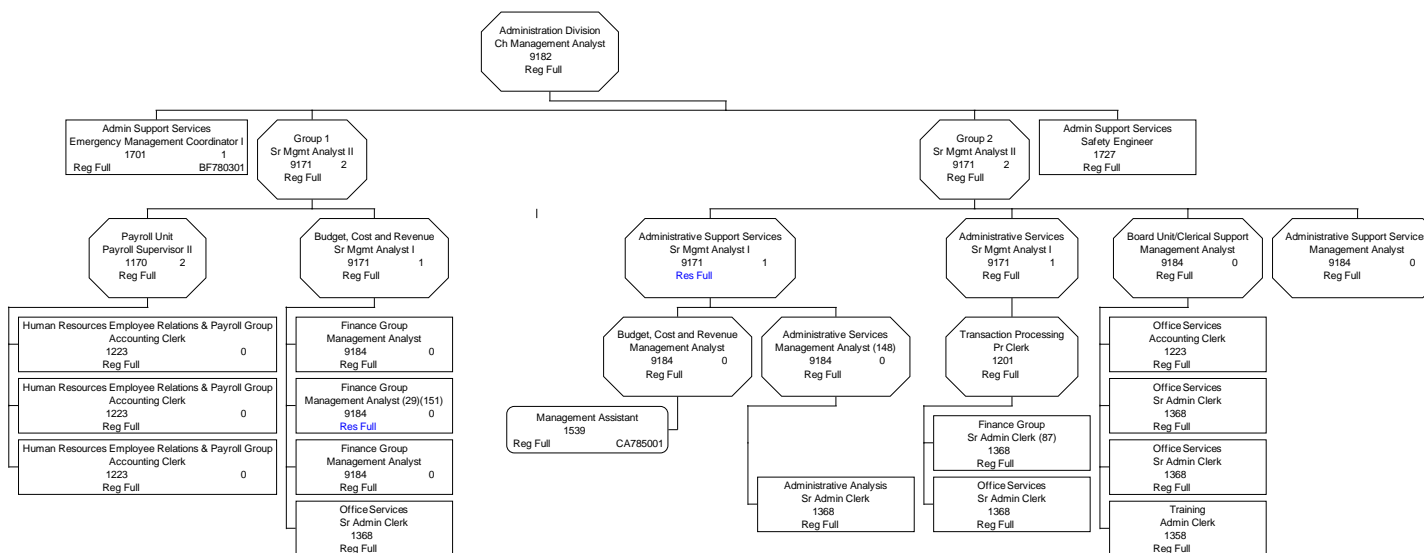 Administration Division
Ch Management Analyst
9182
Reg Full
Admin Support Services
Emergency Management Coordinator I
1701 1
Reg Full BF780301
Group 1
Sr Mgmt Analyst II
9171 2
Reg Full
Group 2
Sr Mgmt Analyst II
9171 2
Reg Full
Admin Support Services
Safety Engineer
1727
Reg Full
Payroll Unit
Payroll Supervisor II
1170 2
Reg Full
Budget, Cost and Revenue
Sr Mgmt Analyst I
9171 1
Reg Full
Administrative Support Services
Sr Mgmt Analyst I
9171 1
Res Full
Administrative Services
Sr Mgmt Analyst I
9171 1
Reg Full
Board Unit/Clerical Support
Management Analyst
9184 0
Reg Full
Administrative Support Service
Management Analyst
9184 0
Reg Full
Human Resources Employee Relations & Payroll Group
Accounting Clerk
1223 0
Reg Full
Human Resources Employee Relations & Payroll Group
Accounting Clerk
1223 0
Reg Full
Human Resources Employee Relations & Payroll Group
Accounting Clerk
1223 0
Reg Full
Finance Group
Management Analyst
9184 0
Reg Full
Finance Group
Management Analyst (29)(151)
9184 0
Res Full
Finance Group
Management Analyst
9184 0
Reg Full
Office Services
Sr Admin Clerk
1368
Reg Full
Budget, Cost and Revenue
Management Analyst
9184 0
Reg Full
Management Assistant
1539
Reg Full CA785001
Administrative Services
Management Analyst (148)
9184 0
Reg Full
Administrative Analysis
Sr Admin Clerk
1368
Reg Full
Transaction Processing
Pr Clerk
1201
Reg Full
Finance Group
Sr Admin Clerk (87)
1368
Reg Full
Office Services
Sr Admin Clerk
1368
Reg Full
Office Services
Accounting Clerk
1223
Reg Full
Office Services
Sr Admin Clerk
1368
Reg Full
Office Services
Sr Admin Clerk
1368
Reg Full
Training
Admin Clerk
1358
Reg Full